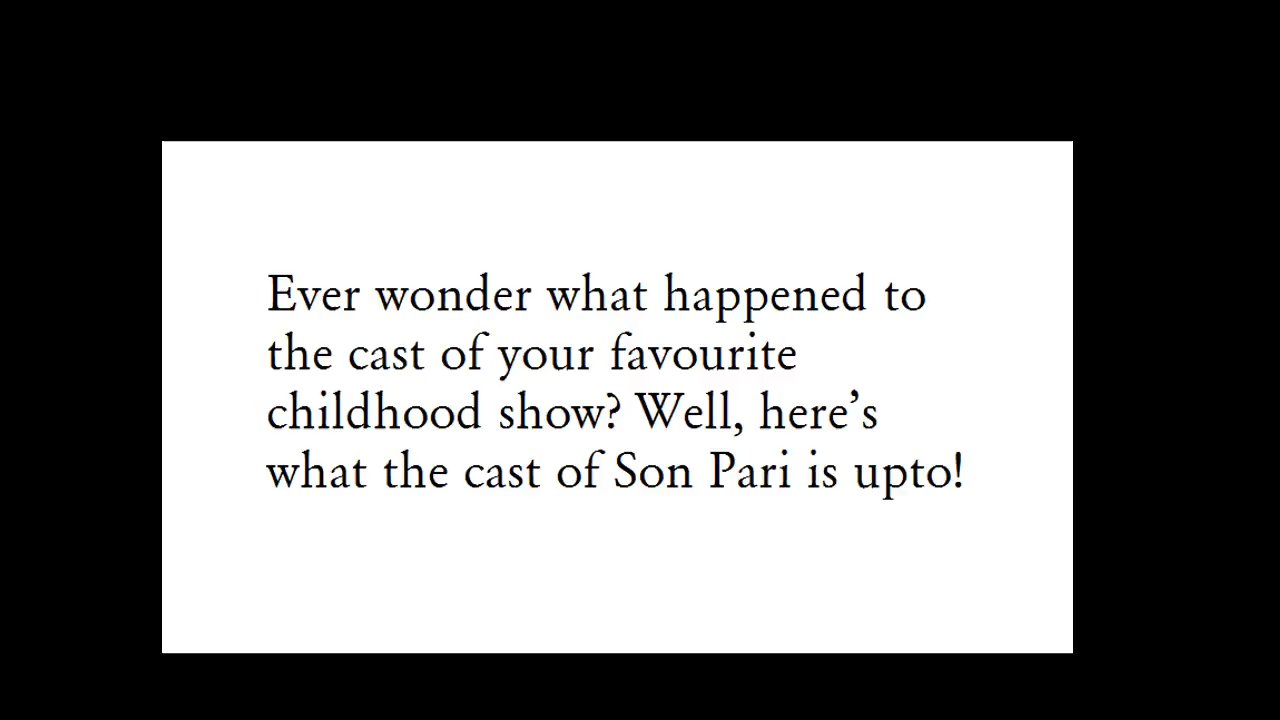 Ever wonder what happened to
the cast of your favourite
childhood show? Well, here’s
what the cast of Son Pari is upto!